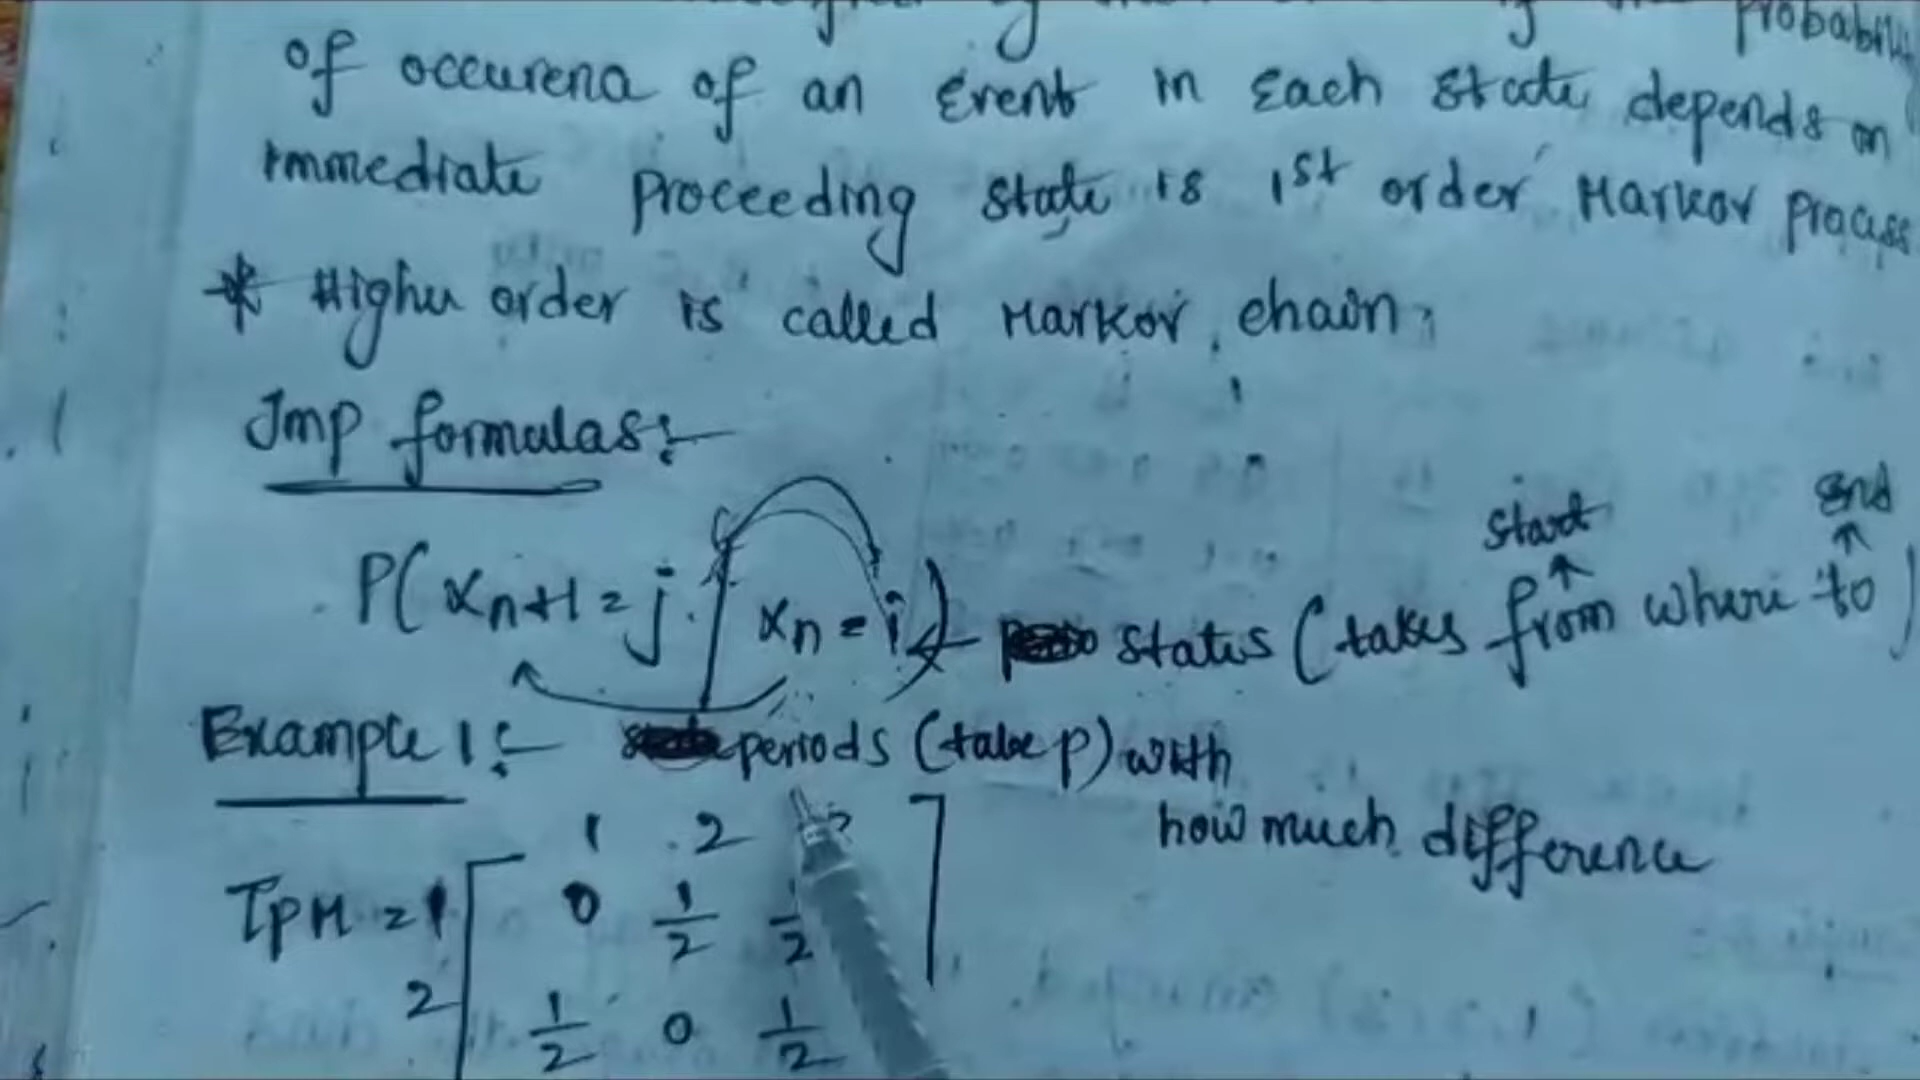 probability
of occurena of an Event in Each state depends on
immediate proceeding state is 1st order Markov process
* Higher order is called Markov chain.
Imp formulas:-
start end
P( xn+1 = j / xn = i ) states (takes from where to)
Example 1:- periods (take p) with
how much difference
1 2
TPM = 1 0 1/2 1/2
2 1/2 0 1/2